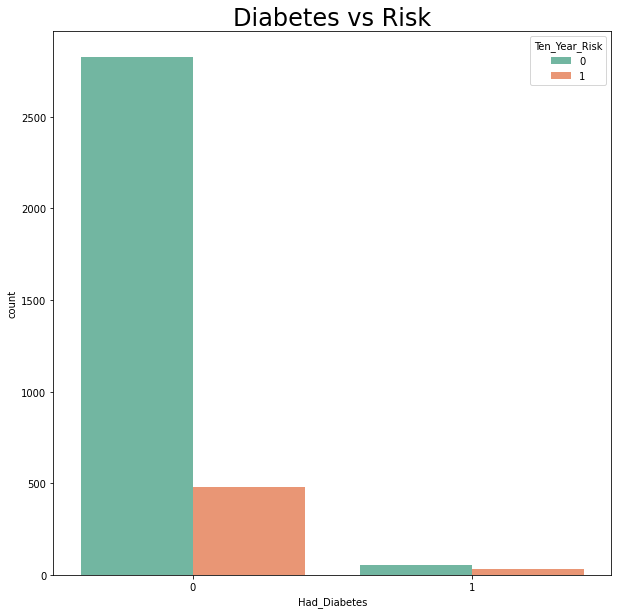 Diabetes vs Risk
Ten_Year_Risk
0
1
2500
2000
1500
1000
500
0
count
0
1
Had_Diabetes